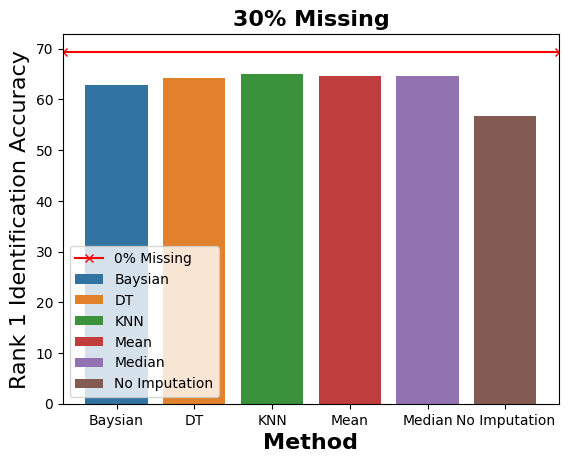 30% Missing
Rank 1 Identification Accuracy
70
60
50
40
30
20
10
0
0% Missing
Baysian
DT
KNN
Mean
Median
No Imputation
Baysian DT KNN Mean Median No Imputation
Method